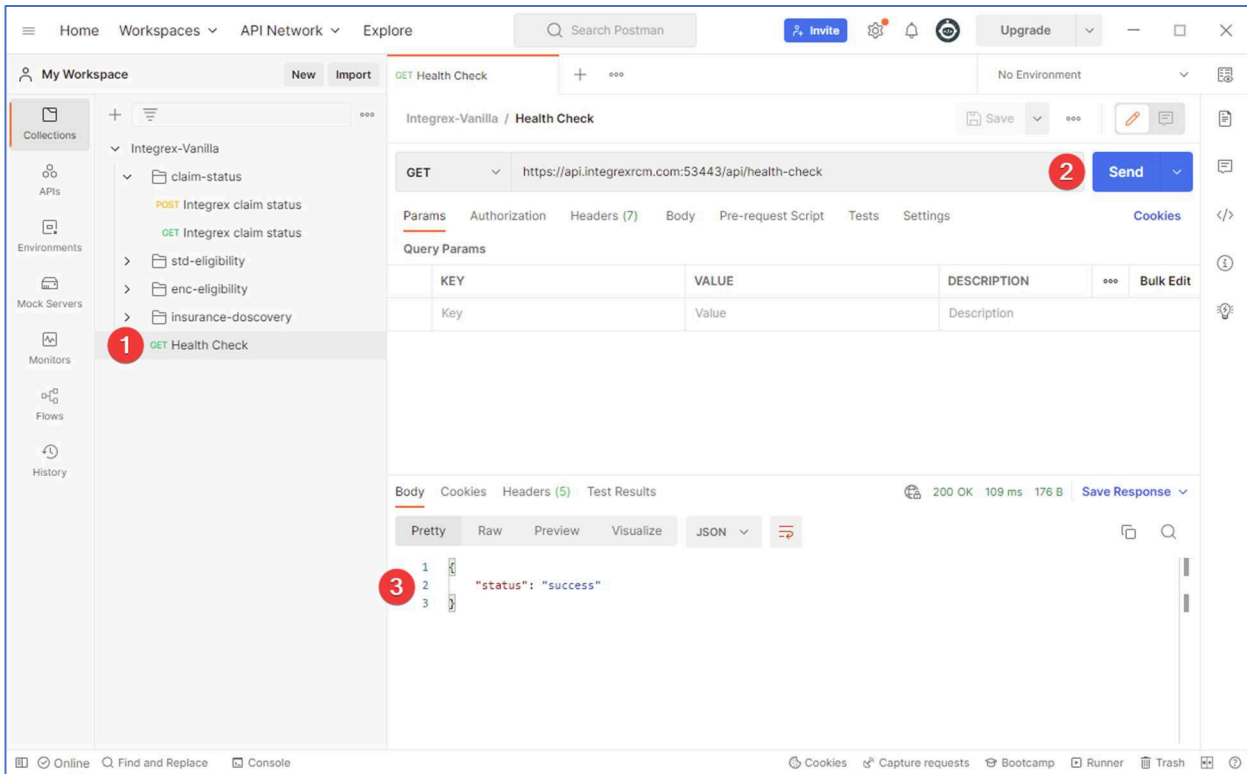 Home Workspaces API Network Explore Search Postman Invite Upgrade
My Workspace New Import GET Health Check No Environment
Collections
APIs
Environments
Mock Servers
Monitors
Flows
History
Integrex-Vanilla
claim-status
POST Integrex claim status
GET Integrex claim status
std-eligibility
enc-eligibility
insurance-doscovery
1 GET Health Check
Integrex-Vanilla / Health Check Save
GET https://api.integrexrcm.com:53443/api/health-check 2 Send
Params Authorization Headers (7) Body Pre-request Script Tests Settings Cookies
Query Params
KEY VALUE DESCRIPTION Bulk Edit
Key Value Description
Body Cookies Headers (5) Test Results 200 OK 109 ms 176 B Save Response
Pretty Raw Preview Visualize JSON
1 {
3 2 "status": "success"
3 }
Online Find and Replace Console Cookies Capture requests Bootcamp Runner Trash